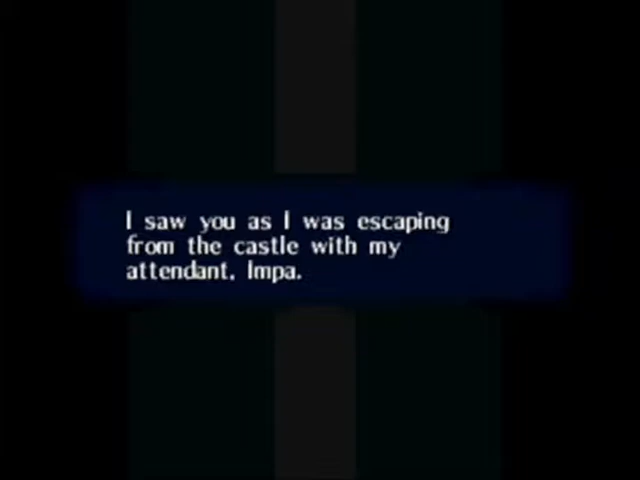 I saw you as I was escaping
from the castle with my
attendant. Impa.